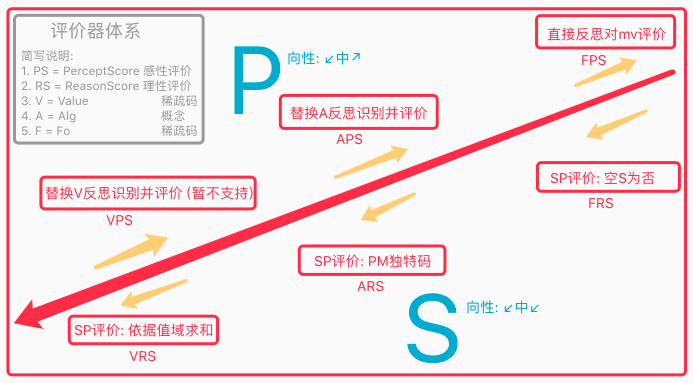 评价器体系
简写说明:
1. PS = PerceptScore 感性评价
2. RS = ReasonScore 理性评价
3. V = Value 稀疏码
4. A = Alg 概念
5. F = Fo 稀疏码
P
向性: ↙中↗
直接反思对mv评价
FPS
替换A反思识别并评价
APS
SP评价: 空S为否
FRS
替换V反思识别并评价 (暂不支持)
VPS
SP评价: PM独特码
ARS
S
向性: ↙中↙
SP评价: 依据值域求和
VRS